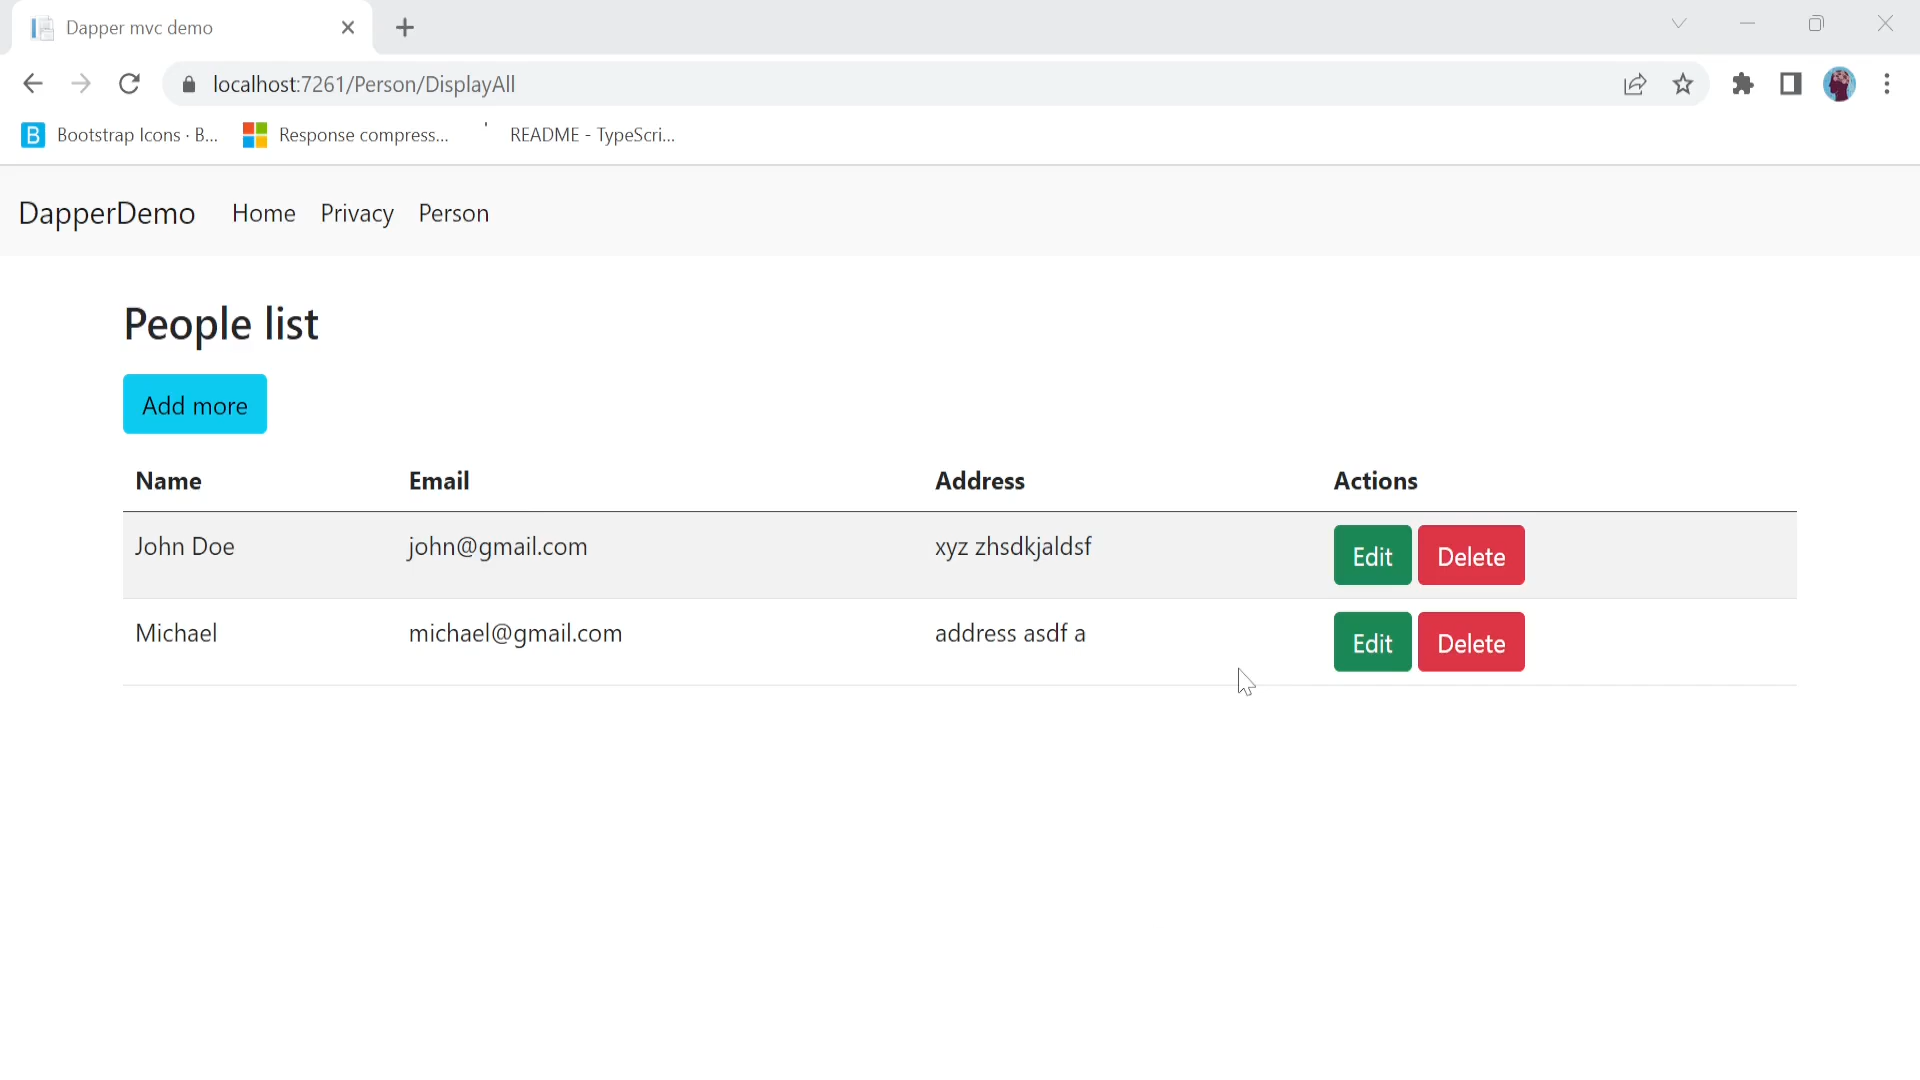 Dapper mvc demo
localhost:7261/Person/DisplayAll
B Bootstrap Icons · B... Response compress... README - TypeScri...
DapperDemo Home Privacy Person
People list
Add more
Name Email Address Actions
John Doe john@gmail.com xyz zhsdkjaldsf Edit Delete
Michael michael@gmail.com address asdf a Edit Delete